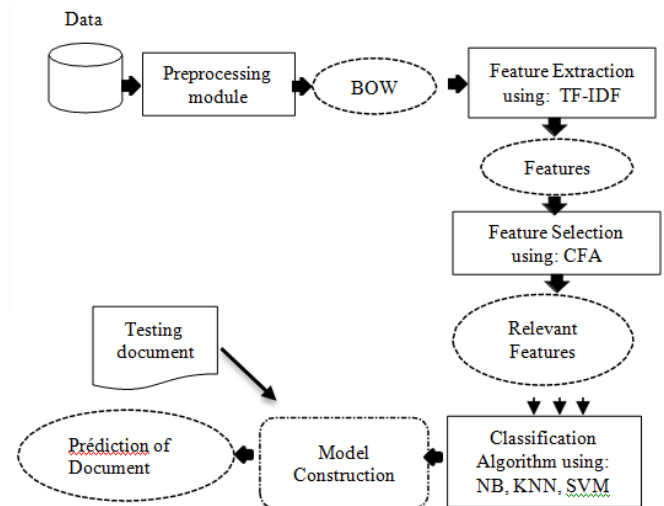 Data
Preprocessing
module
BOW
Feature Extraction
using: TF-IDF
Features
Feature Selection
using: CFA
Relevant
Features
Testing
document
Classification
Algorithm using:
NB, KNN, SVM
Model
Construction
Prédiction of
Document